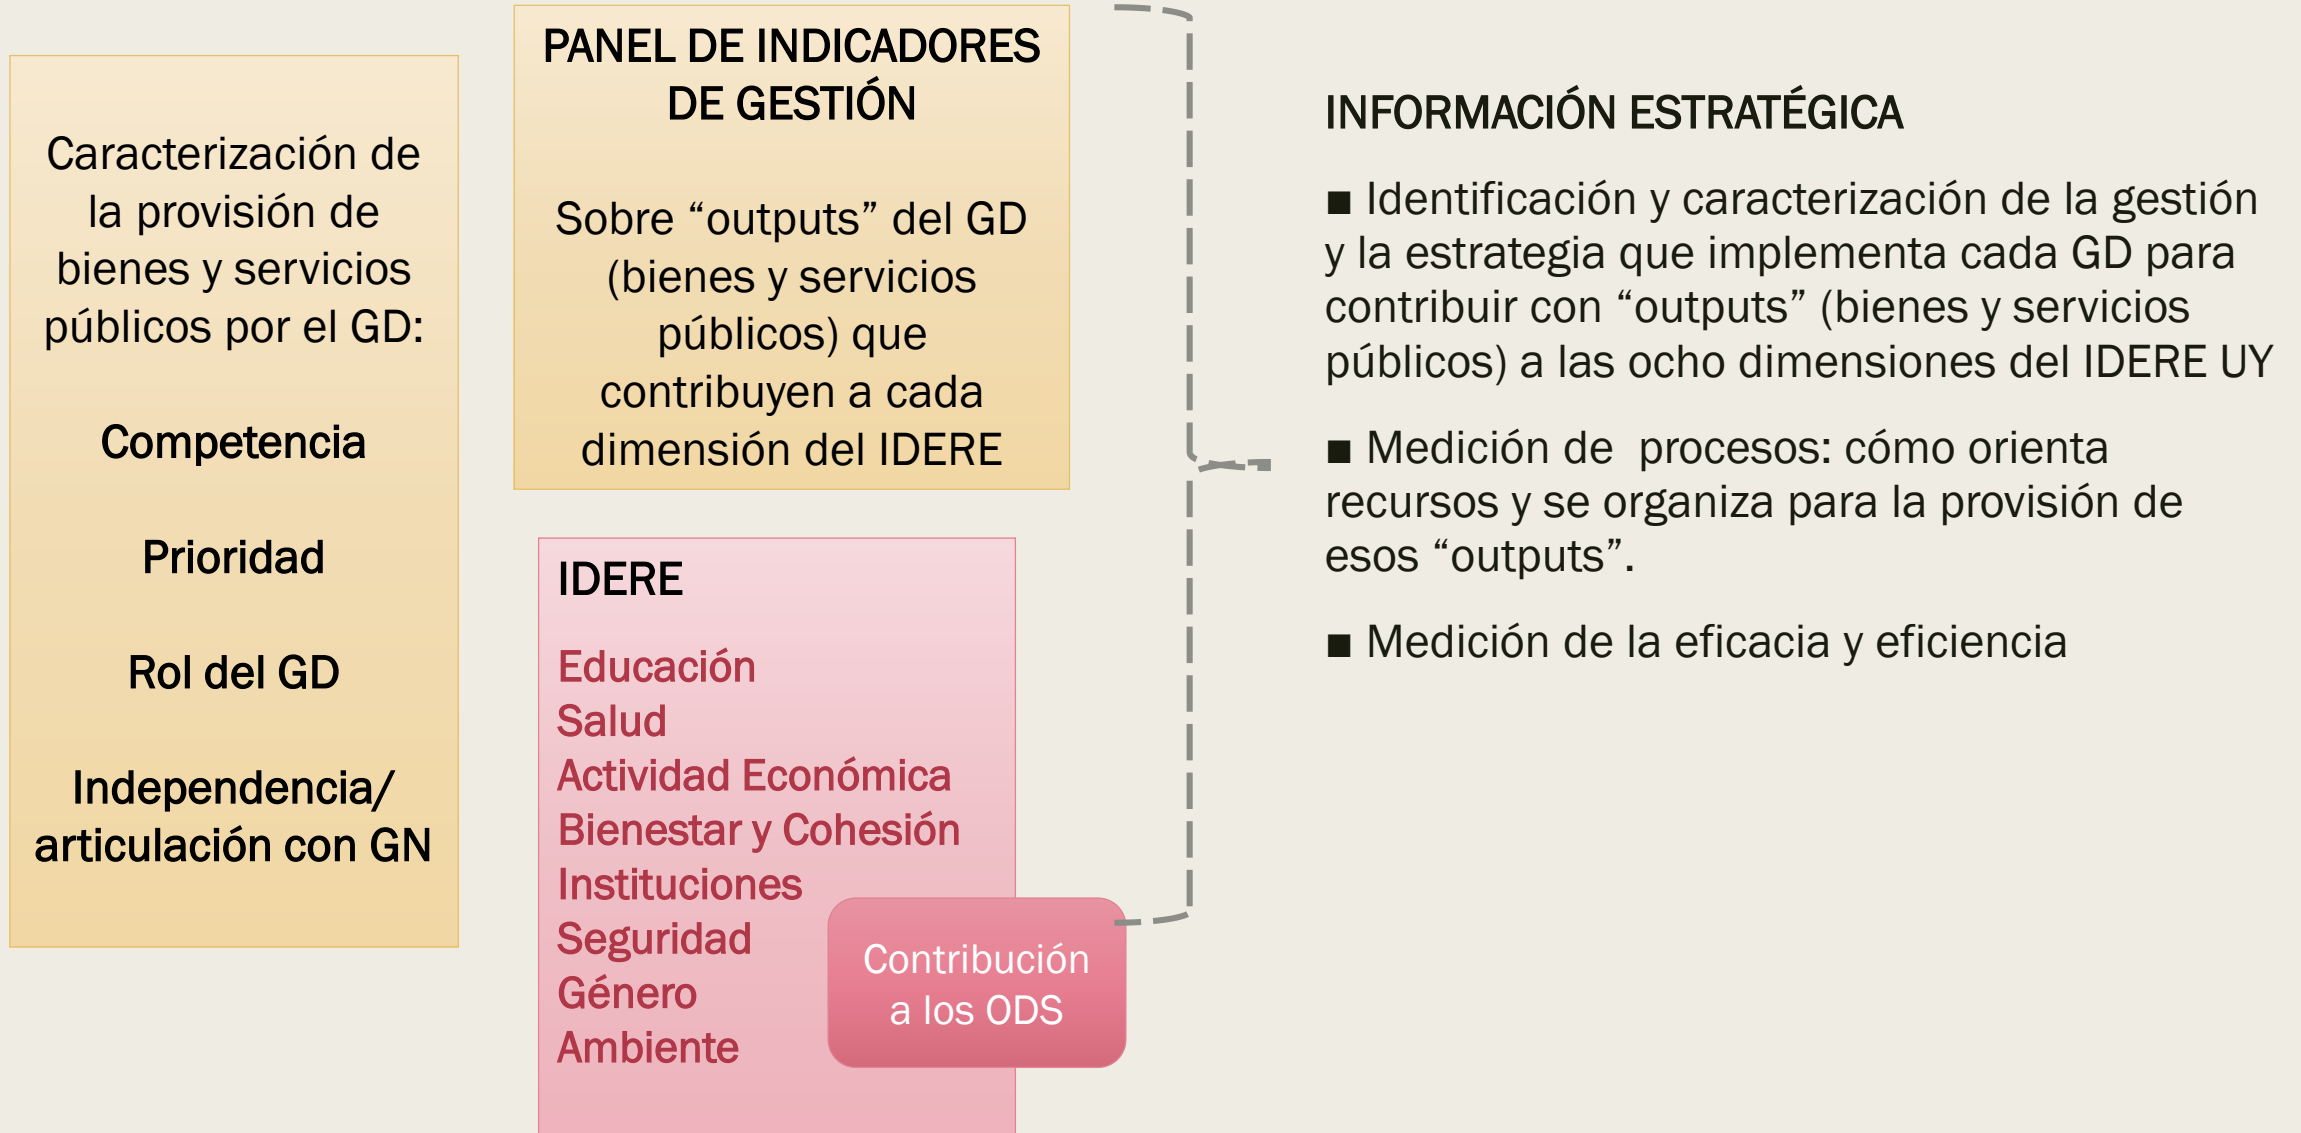 Caracterización de
la provisión de
bienes y servicios
públicos por el GD:
Competencia
Prioridad
Rol del GD
Independencia/
articulación con GN
PANEL DE INDICADORES
DE GESTIÓN
Sobre “outputs” del GD
(bienes y servicios
públicos) que
contribuyen a cada
dimensión del IDERE
IDERE
Educación
Salud
Actividad Económica
Bienestar y Cohesión
Instituciones
Seguridad
Género
Ambiente
Contribución
a los ODS
INFORMACIÓN ESTRATÉGICA
■ Identificación y caracterización de la gestión
y la estrategia que implementa cada GD para
contribuir con “outputs” (bienes y servicios
públicos) a las ocho dimensiones del IDERE UY
■ Medición de  procesos: cómo orienta
recursos y se organiza para la provisión de
esos “outputs”.
■ Medición de la eficacia y eficiencia